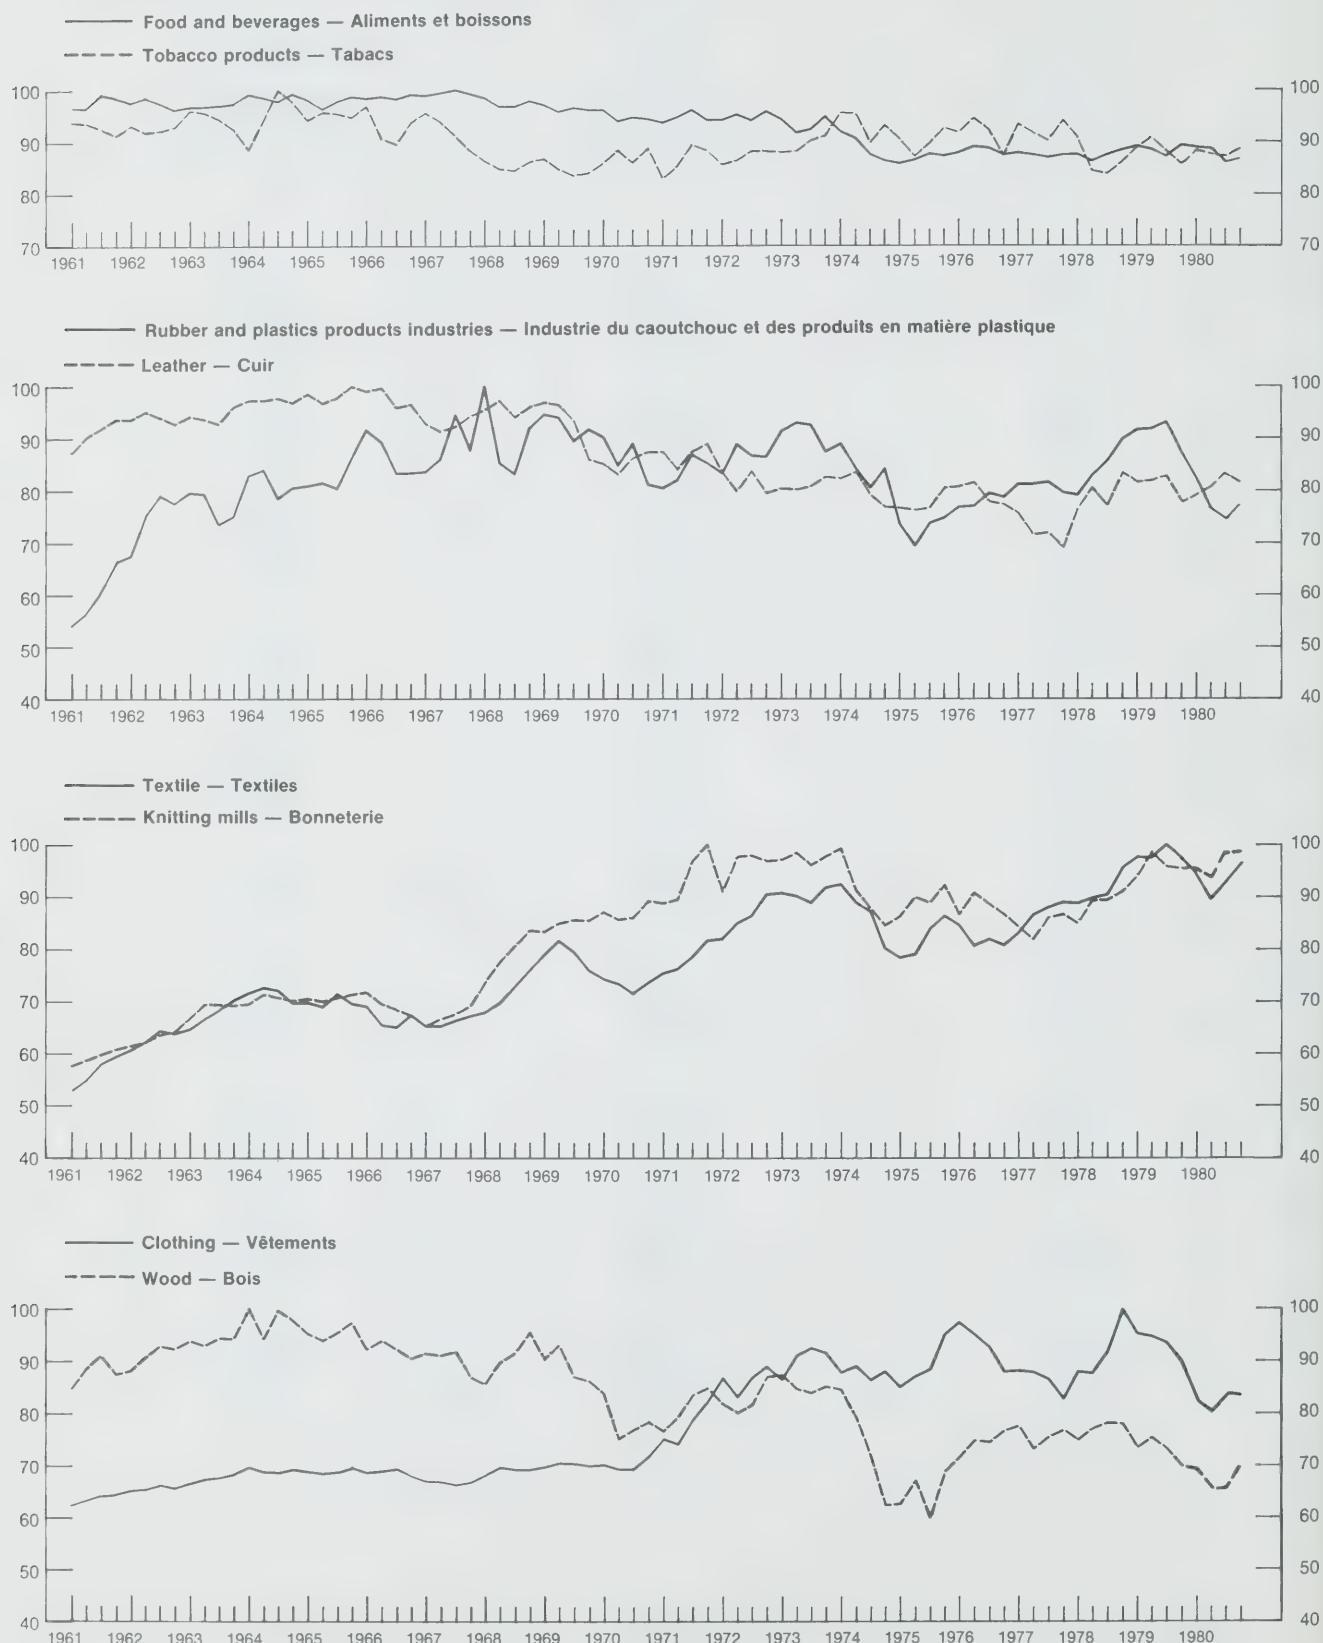 Food and beverages — Aliments et boissons
Tobacco products — Tabacs
100 100
90 90
80 80
70 70
1961 1962 1963 1964 1965 1966 1967 1968 1969 1970 1971 1972 1973 1974 1975 1976 1977 1978 1979 1980
Rubber and plastics products industries — Industrie du caoutchouc et des produits en matière plastique
Leather — Cuir
100 100
90 90
80 80
70 70
60 60
50 50
40 40
1961 1962 1963 1964 1965 1966 1967 1968 1969 1970 1971 1972 1973 1974 1975 1976 1977 1978 1979 1980
Textile — Textiles
Knitting mills — Bonneterie
100 100
90 90
80 80
70 70
60 60
50 50
40 40
1961 1962 1963 1964 1965 1966 1967 1968 1969 1970 1971 1972 1973 1974 1975 1976 1977 1978 1979 1980
Clothing — Vêtements
Wood — Bois
100 100
90 90
80 80
70 70
60 60
50 50
40 40
1961 1962 1963 1964 1965 1966 1967 1968 1969 1970 1971 1972 1973 1974 1975 1976 1977 1978 1979 1980